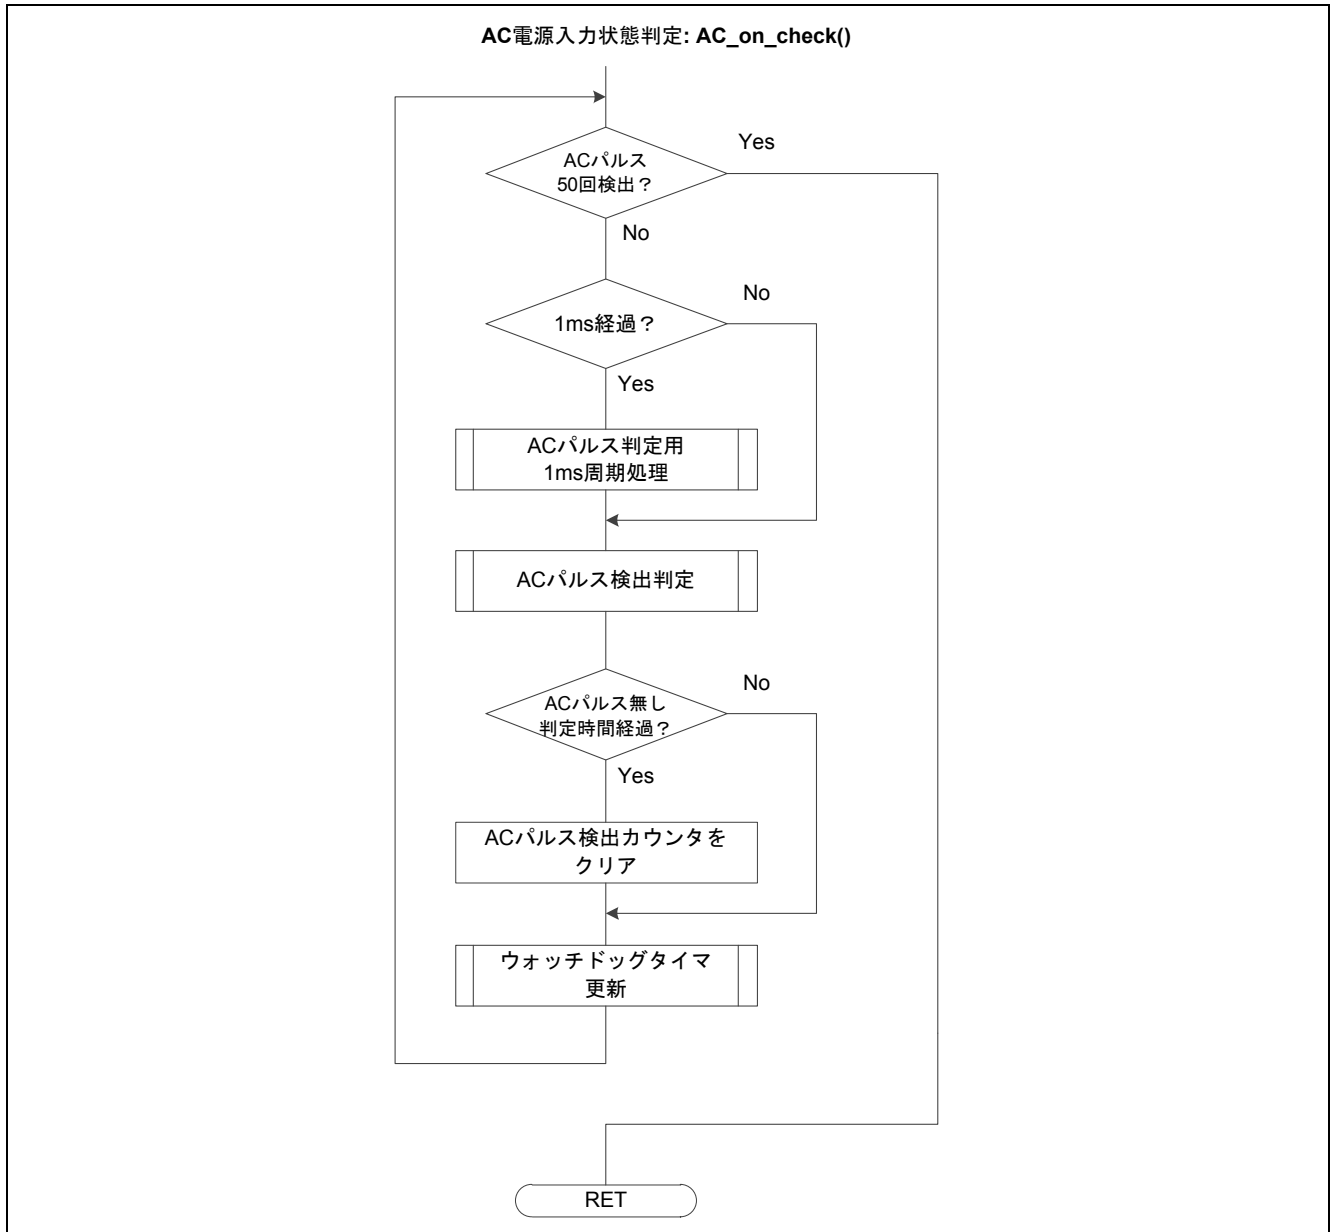 AC電源入力状態判定: AC_on_check()
Yes
ACパルス
50回検出？
No
No
1ms経過？
Yes
ACパルス判定用
1ms周期処理
ACパルス検出判定
No
ACパルス無し
判定時間経過？
Yes
ACパルス検出カウンタを
クリア
ウォッチドッグタイマ
更新
RET